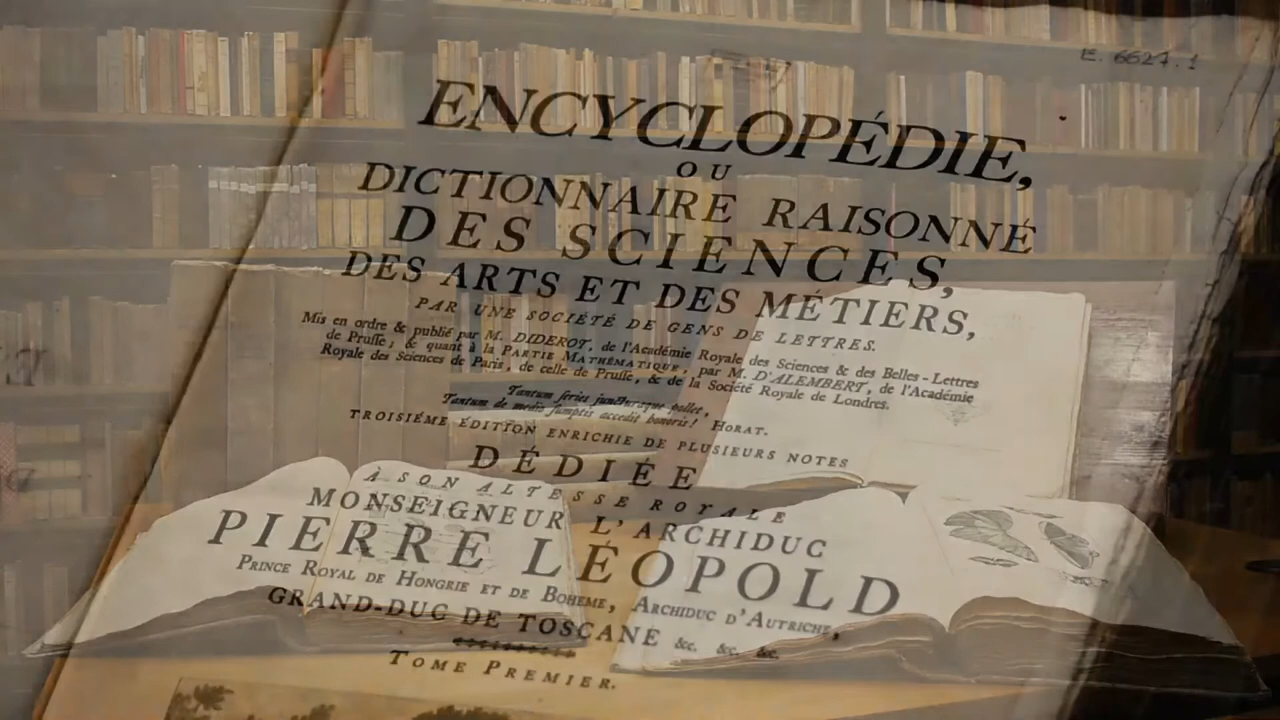 E. 6627.1
ENCYCLOPÉDIE,
OU
DICTIONNAIRE RAISONNÉ
DES SCIENCES,
DES ARTS ET DES MÉTIERS,
PAR UNE SOCIÉTÉ DE GENS DE LETTRES.
Mis en ordre & publié par M. DIDEROT, de l'Académie Royale des Sciences & des Belles-Lettres
de Prusse; & quant à la PARTIE MATHÉMATIQUE, par M. D'ALEMBERT, de l'Académie
Royale des Sciences de Paris, de celle de Prusse, & de la Société Royale de Londres.
Tantum series juncturaque pollet,
Tantum de medio sumptis accedit honoris! HORAT.
TROISIÉME ÉDITION ENRICHIE DE PLUSIEURS NOTES
DÉDIÉE
À SON ALTESSE ROYALE
MONSEIGNEUR L'ARCHIDUC
PIERRE LÉOPOLD
PRINCE ROYAL DE HONGRIE ET DE BOHEME, ARCHIDUC D'AUTRICHE,
GRAND-DUC DE TOSCANE &c. &c. &c.
TOME PREMIER.